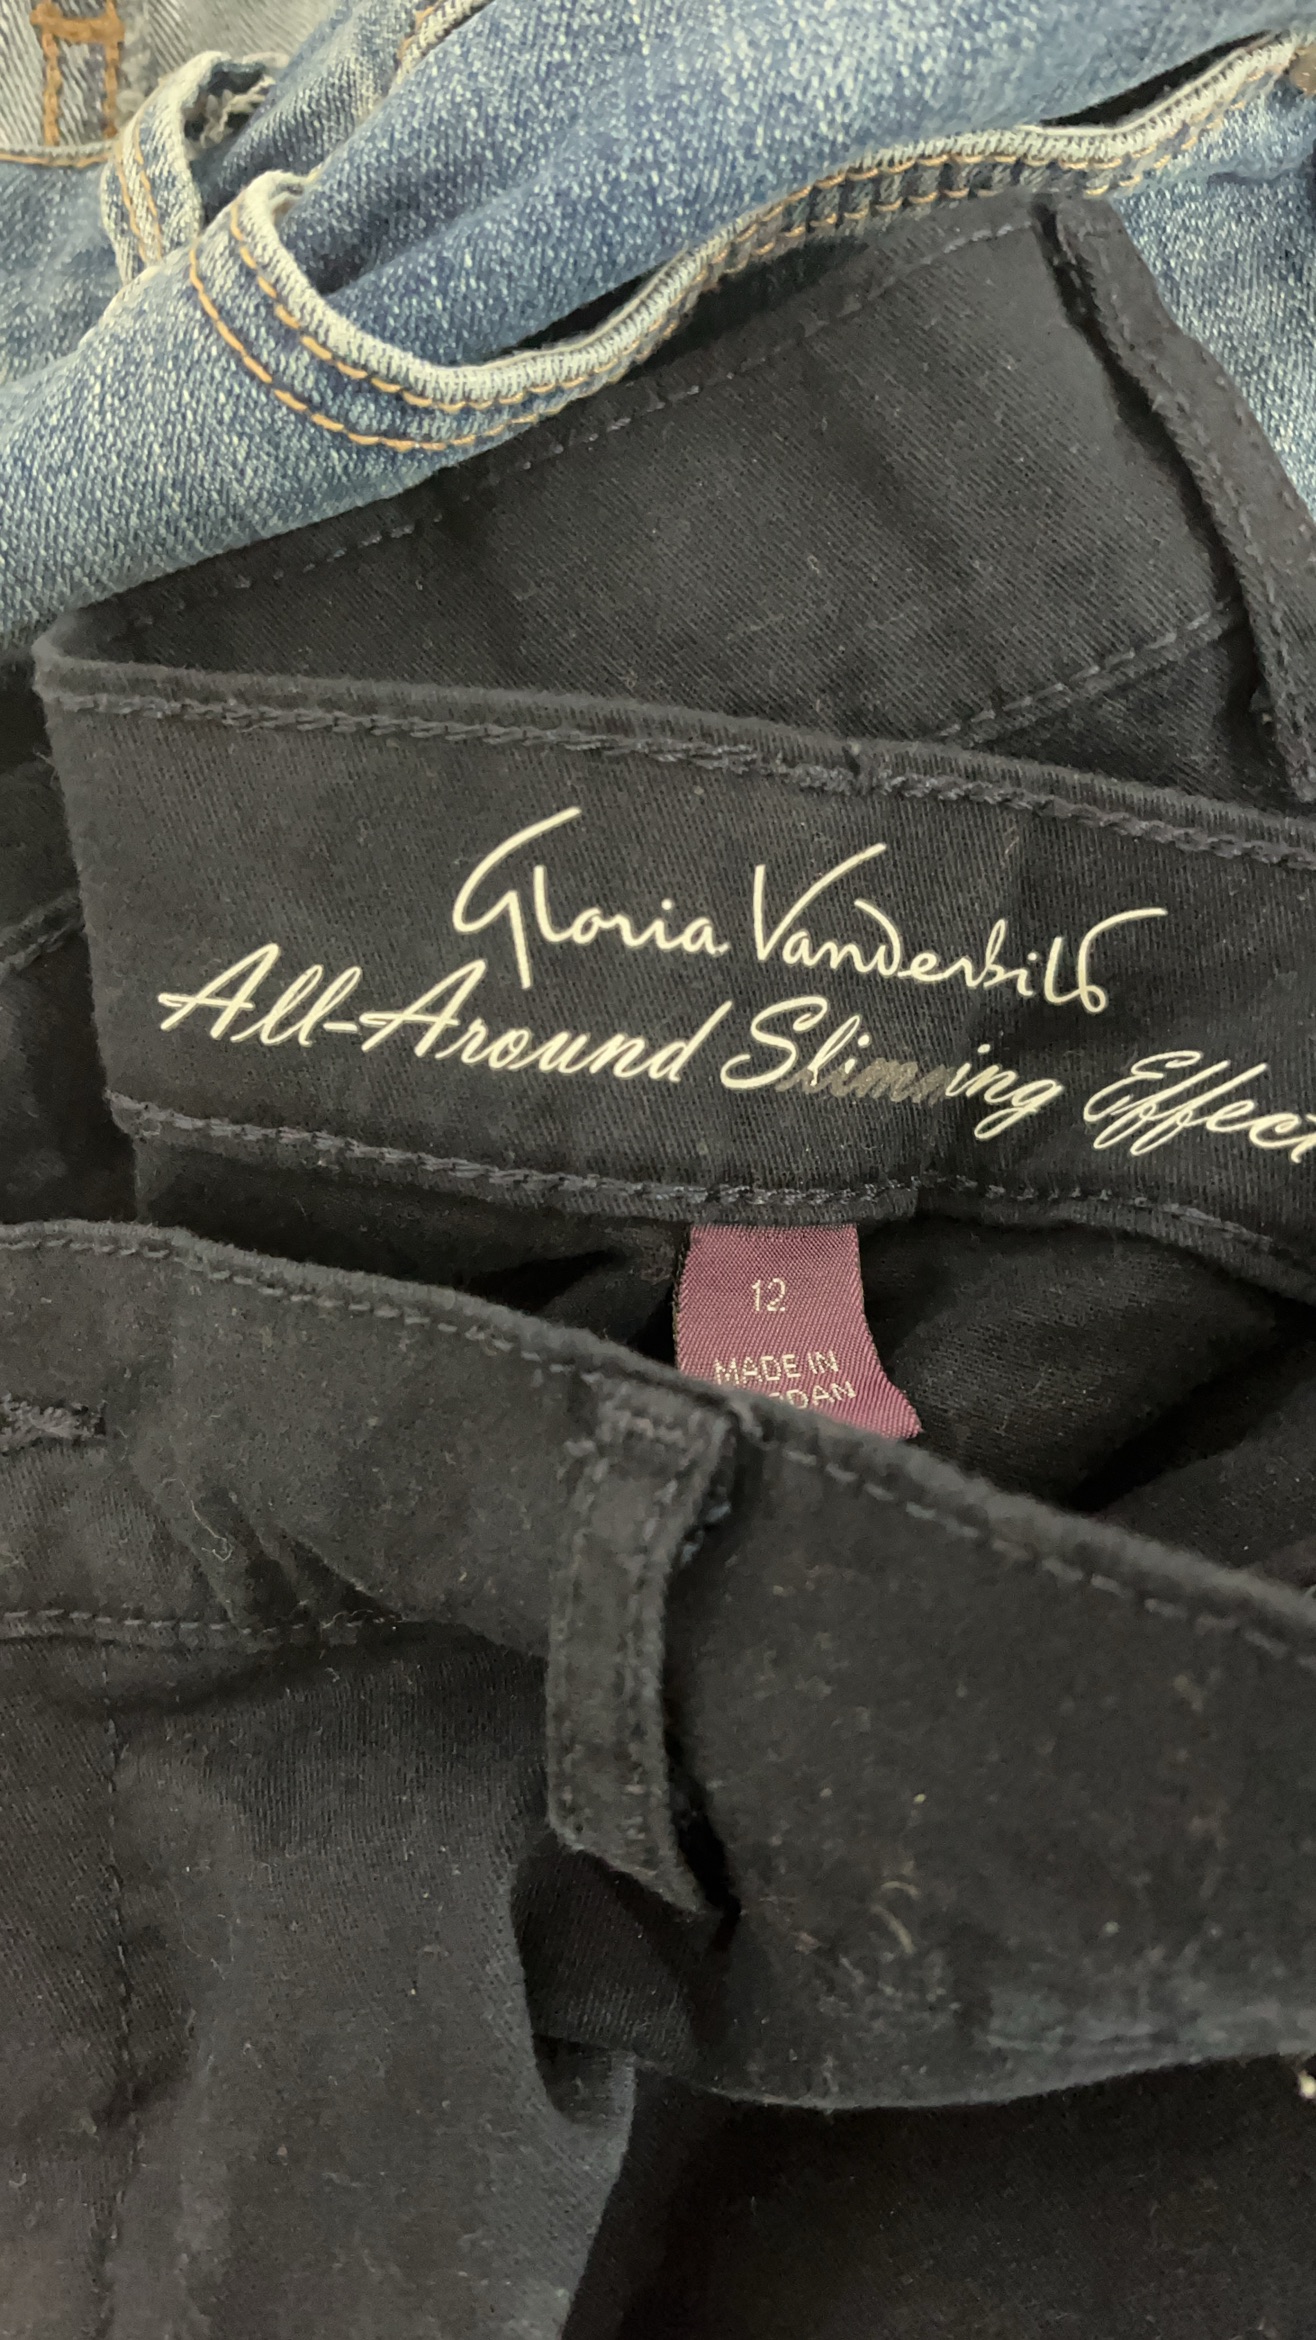 Gloria Vanderbilt
All-Around Slimming Effect
12
MADE IN